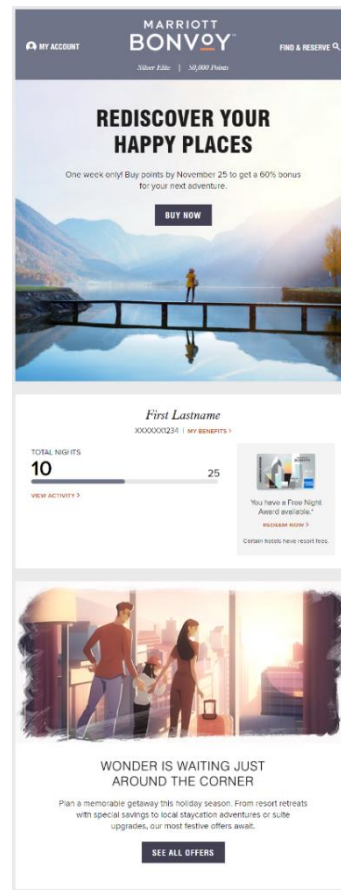 MARRIOTT
BONVOY™
MY ACCOUNT
FIND & RESERVE
Silver Elite | 50,000 Points
REDISCOVER YOUR
HAPPY PLACES
One week only! Buy points by November 25 to get a 60% bonus
for your next adventure.
BUY NOW
First Lastname
XXXXXX1234 | MY BENEFITS >
TOTAL NIGHTS
10
25
VIEW ACTIVITY >
You have a Free Night
Award available.*
REDEEM NOW >
Certain hotels have resort fees.
WONDER IS WAITING JUST
AROUND THE CORNER
Plan a memorable getaway this holiday season. From resort retreats
with special savings to local staycation adventures or suite
upgrades, our most festive offers await.
SEE ALL OFFERS